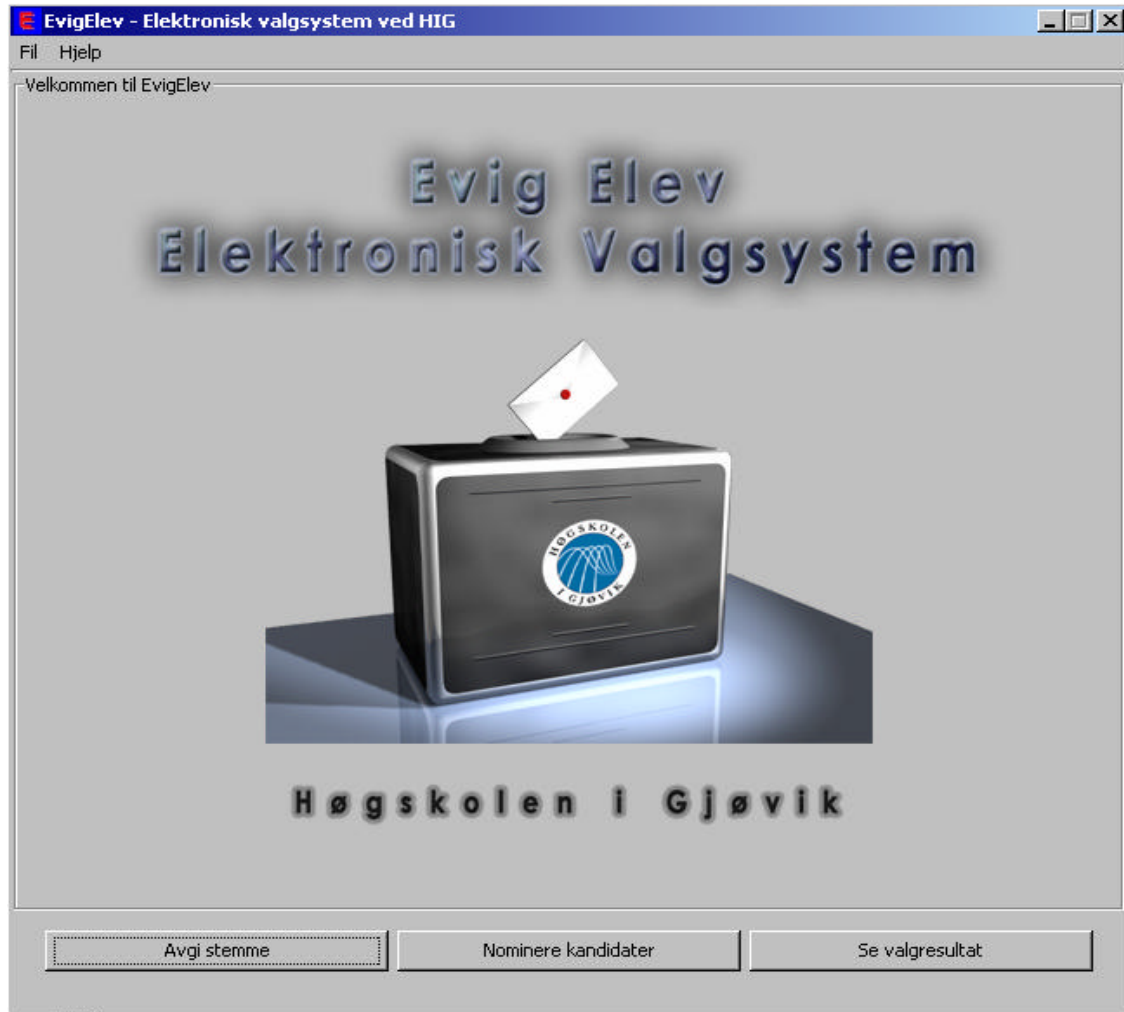 EvigElev - Elektronisk valgsystem ved HIG
Fil Hjelp
Velkommen til EvigElev
Evig Elev
Elektronisk Valgsystem
HØGSKOLEN
I GJØVIK
Høgskolen i Gjøvik
Avgi stemme Nominere kandidater Se valgresultat